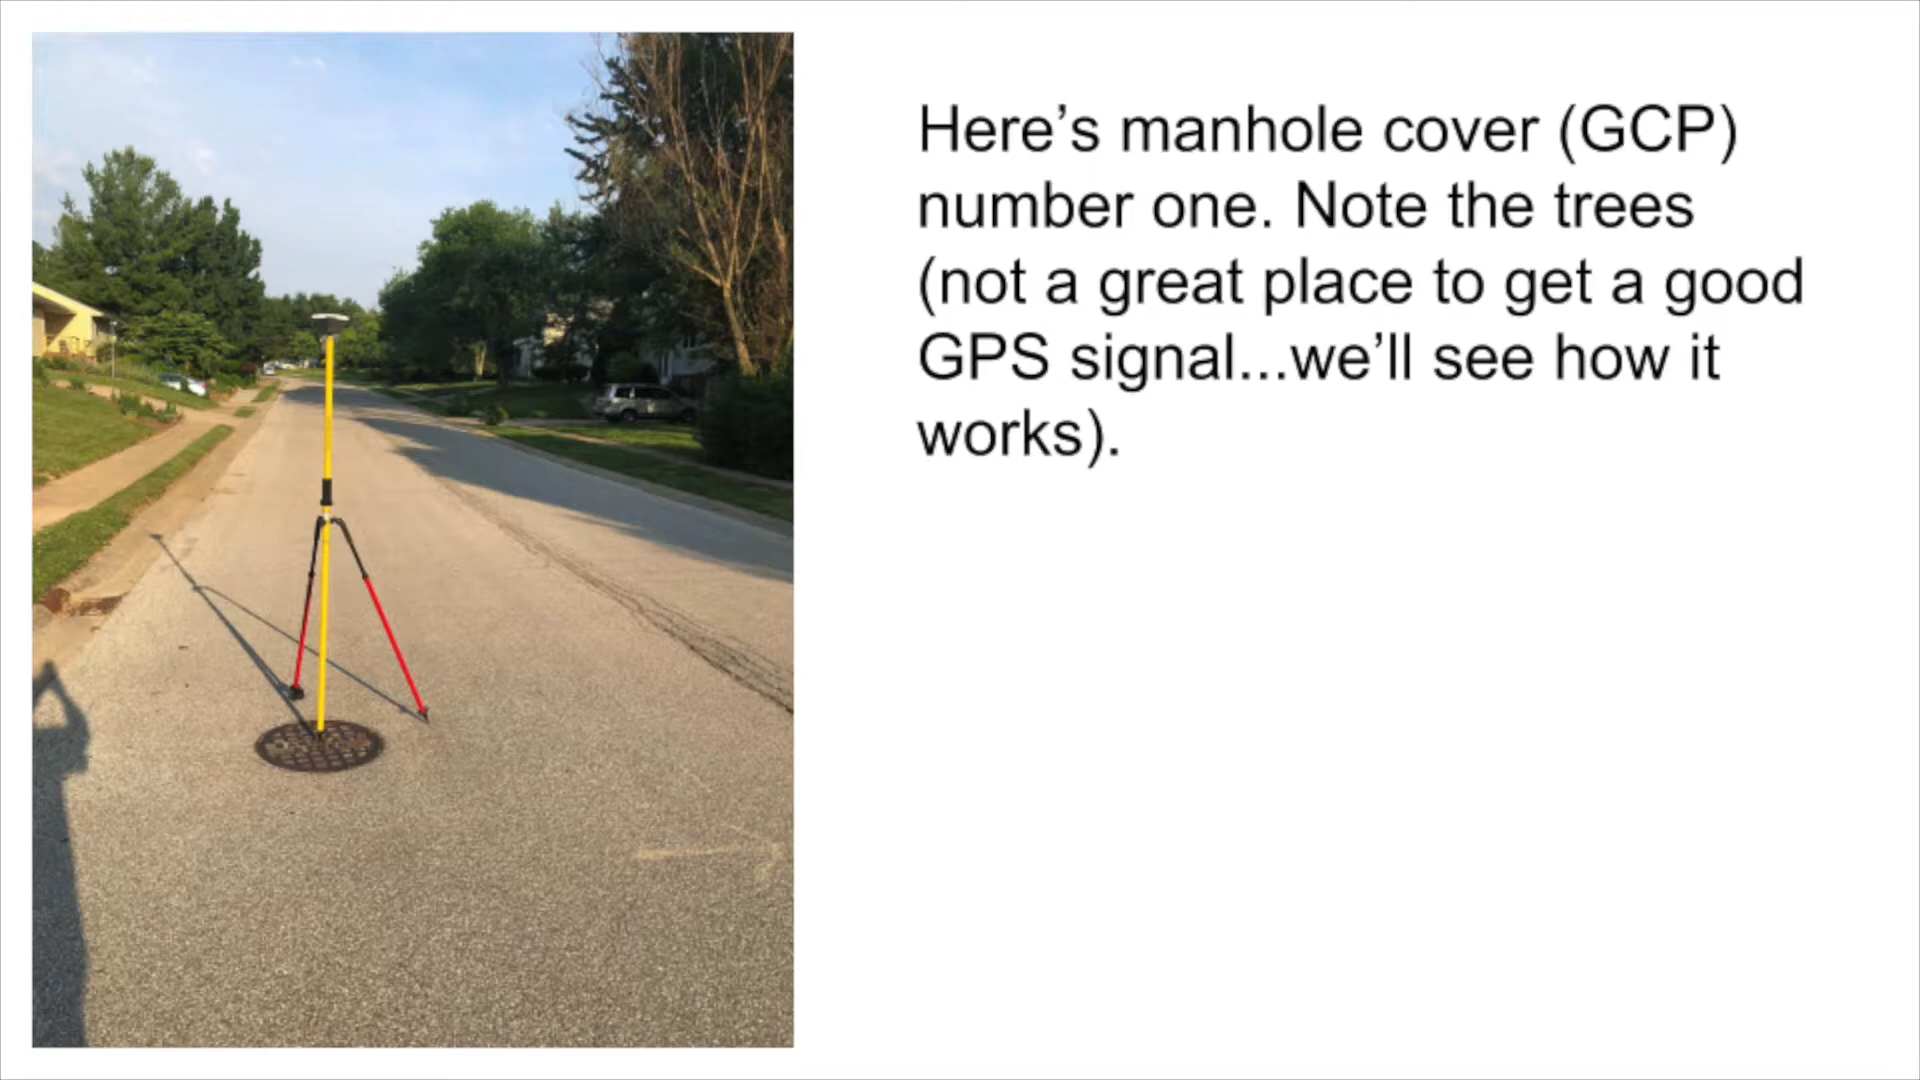 Here’s manhole cover (GCP)
number one. Note the trees
(not a great place to get a good
GPS signal...we’ll see how it
works).